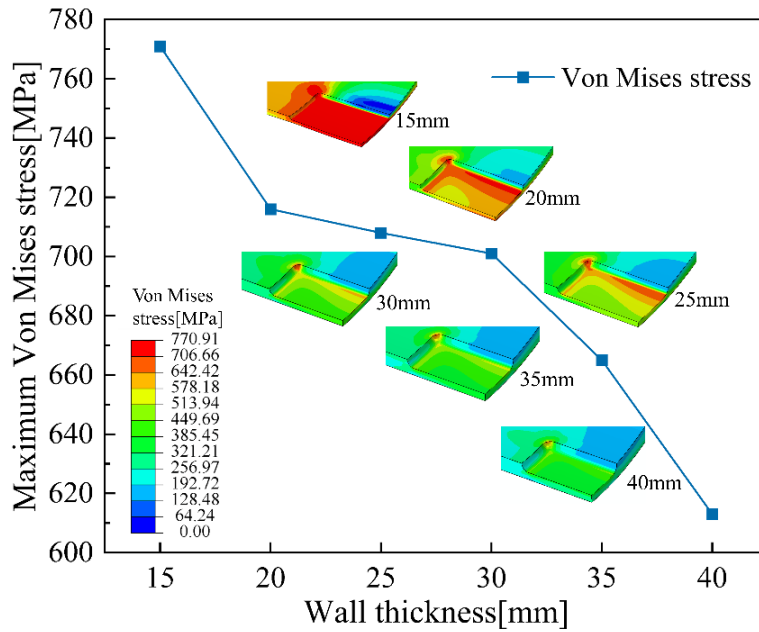 780
760
740
720
700
680
660
640
620
600
Maximum Von Mises stress[MPa]
Von Mises stress
15mm
20mm
30mm
25mm
35mm
40mm
Von Mises
stress[MPa]
770.91
706.66
642.42
578.18
513.94
449.69
385.45
321.21
256.97
192.72
128.48
64.24
0.00
15 20 25 30 35 40
Wall thickness[mm]